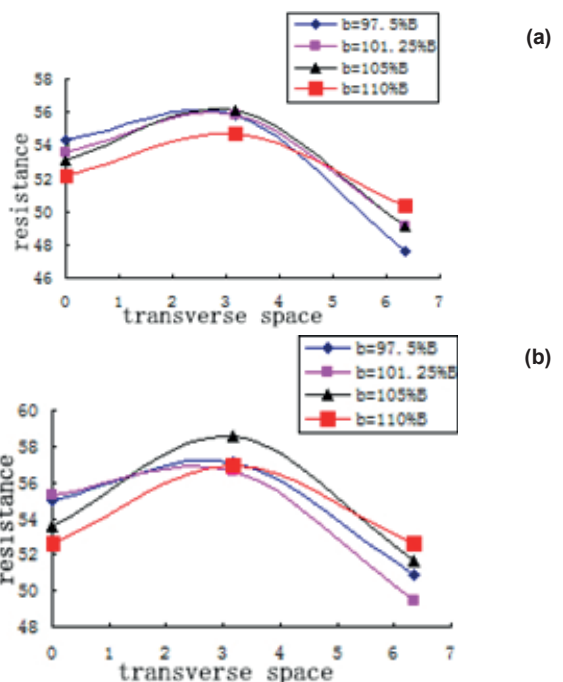 b=97.5%B
b=101.25%B
b=105%B
b=110%B
(a)
58
56
54
52
50
48
46
resistance
0 1 2 3 4 5 6 7
transverse space
b=97.5%B
b=101.25%B
b=105%B
b=110%B
(b)
60
58
56
54
52
50
48
resistance
0 1 2 3 4 5 6 7
transverse space